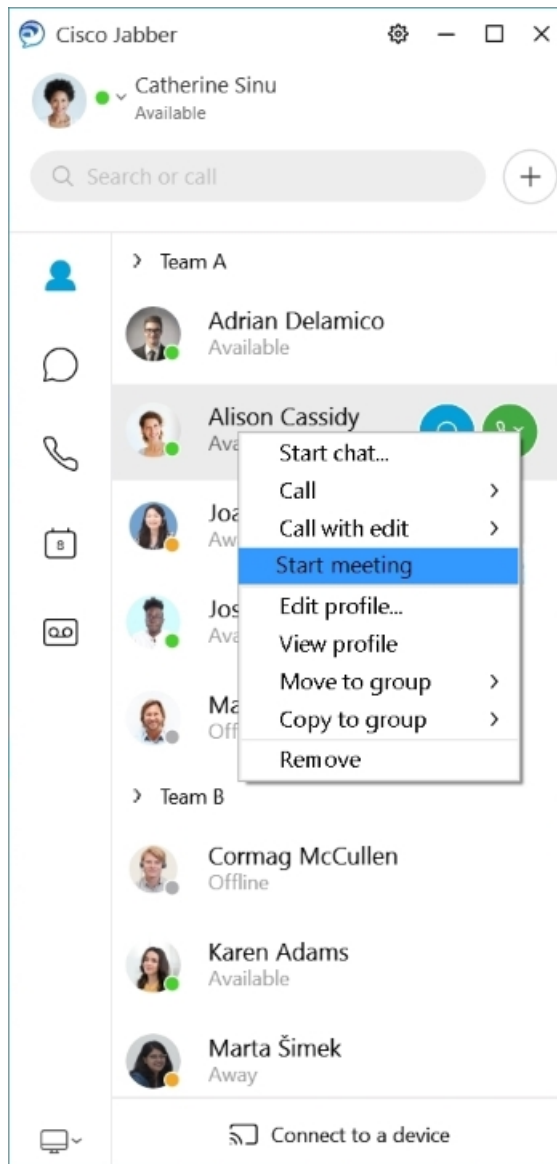 Cisco Jabber
Catherine Sinu
Available
Search or call
Team A
Adrian Delamico
Available
Alison Cassidy
Start chat...
Call
Call with edit
Start meeting
Edit profile...
View profile
Move to group
Copy to group
Remove
Team B
Cormag McCullen
Offline
Karen Adams
Available
Marta Šimek
Away
Connect to a device
8